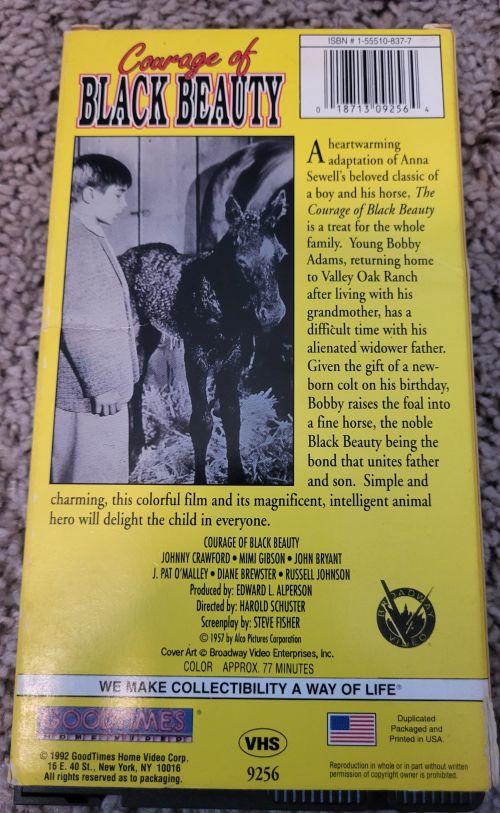 Courage of
BLACK BEAUTY
ISBN # 1-55510-837-7
0 18713 09256 4
A heartwarming
adaptation of Anna
Sewell's beloved classic of
a boy and his horse, The
Courage of Black Beauty
is a treat for the whole
family. Young Bobby
Adams, returning home
to Valley Oak Ranch
after living with his
grandmother, has a
difficult time with his
alienated widower father.
Given the gift of a new-
born colt on his birthday,
Bobby raises the foal into
a fine horse, the noble
Black Beauty being the
bond that unites father
and son. Simple and
charming, this colorful film and its magnificent, intelligent animal
hero will delight the child in everyone.
COURAGE OF BLACK BEAUTY
JOHNNY CRAWFORD • MIMI GIBSON • JOHN BRYANT
J. PAT O'MALLEY • DIANE BREWSTER • RUSSELL JOHNSON
Produced by: EDWARD L. ALPERSON
Directed by: HAROLD SCHUSTER
Screenplay by: STEVE FISHER
© 1957 by Alco Pictures Corporation
Cover Art © Broadway Video Enterprises, Inc.
COLOR APPROX. 77 MINUTES
BROADWAY
VIDEO
WE MAKE COLLECTIBILITY A WAY OF LIFE®
GOODTIMES®
HOME VIDEO
© 1992 GoodTimes Home Video Corp.
16 E. 40 St., New York, NY 10016
All rights reserved as to packaging.
VHS
9256
Duplicated
Packaged and
Printed in USA.
Reproduction in whole or in part without written
permission of copyright owner is prohibited.